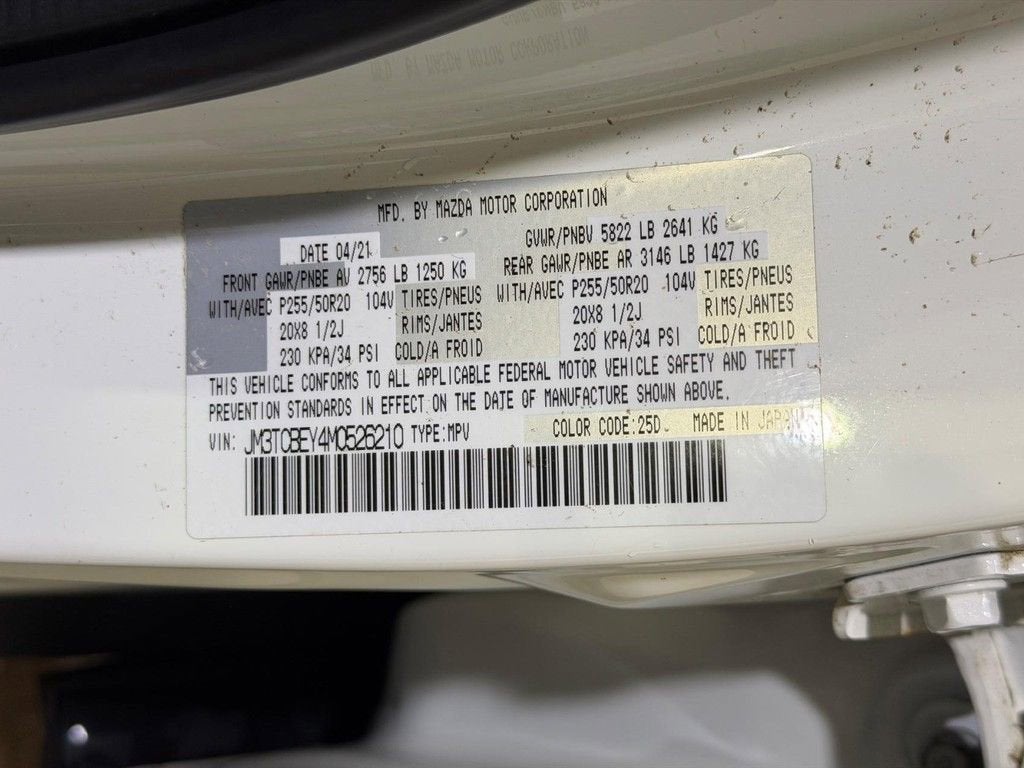 MFD. BY MAZDA MOTOR CORPORATION
DATE 04/21 GVWR/PNBV 5822 LB 2641 KG
FRONT GAWR/PNBE AV 2756 LB 1250 KG REAR GAWR/PNBE AR 3146 LB 1427 KG
WITH/AVEC P255/50R20 104V TIRES/PNEUS WITH/AVEC P255/50R20 104V TIRES/PNEUS
20X8 1/2J RIMS/JANTES 20X8 1/2J RIMS/JANTES
230 KPA/34 PSI COLD/A FROID 230 KPA/34 PSI COLD/A FROID
THIS VEHICLE CONFORMS TO ALL APPLICABLE FEDERAL MOTOR VEHICLE SAFETY AND THEFT
PREVENTION STANDARDS IN EFFECT ON THE DATE OF MANUFACTURE SHOWN ABOVE.
VIN: JM3TCBEY4M0526210 TYPE:MPV COLOR CODE:25D MADE IN JAPAN